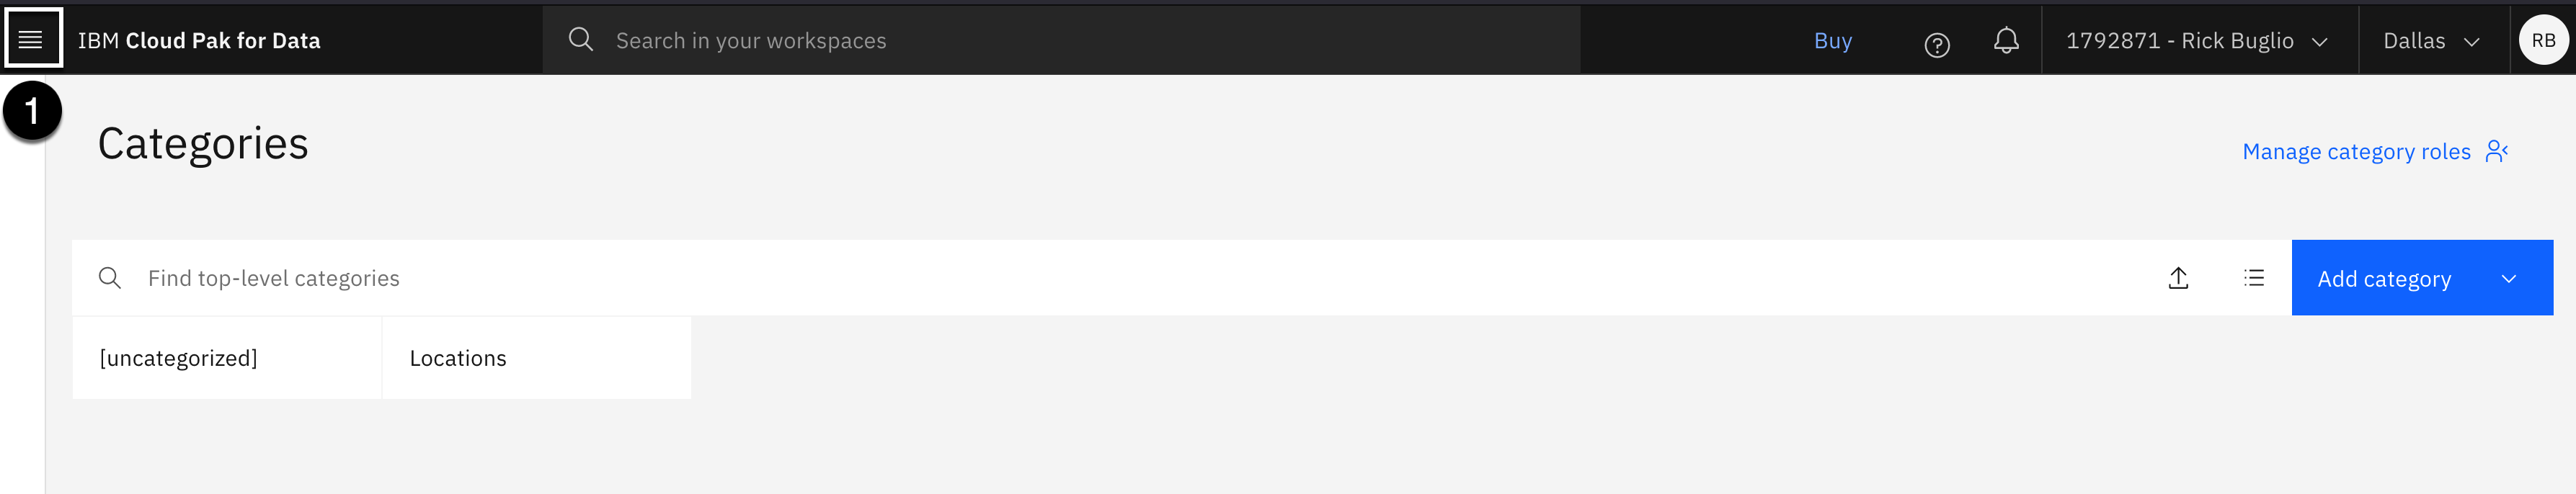 IBM Cloud Pak for Data
Search in your workspaces
Buy
1792871 - Rick Buglio
Dallas
RB
1
Categories
Manage category roles
Find top-level categories
Add category
[uncategorized]
Locations